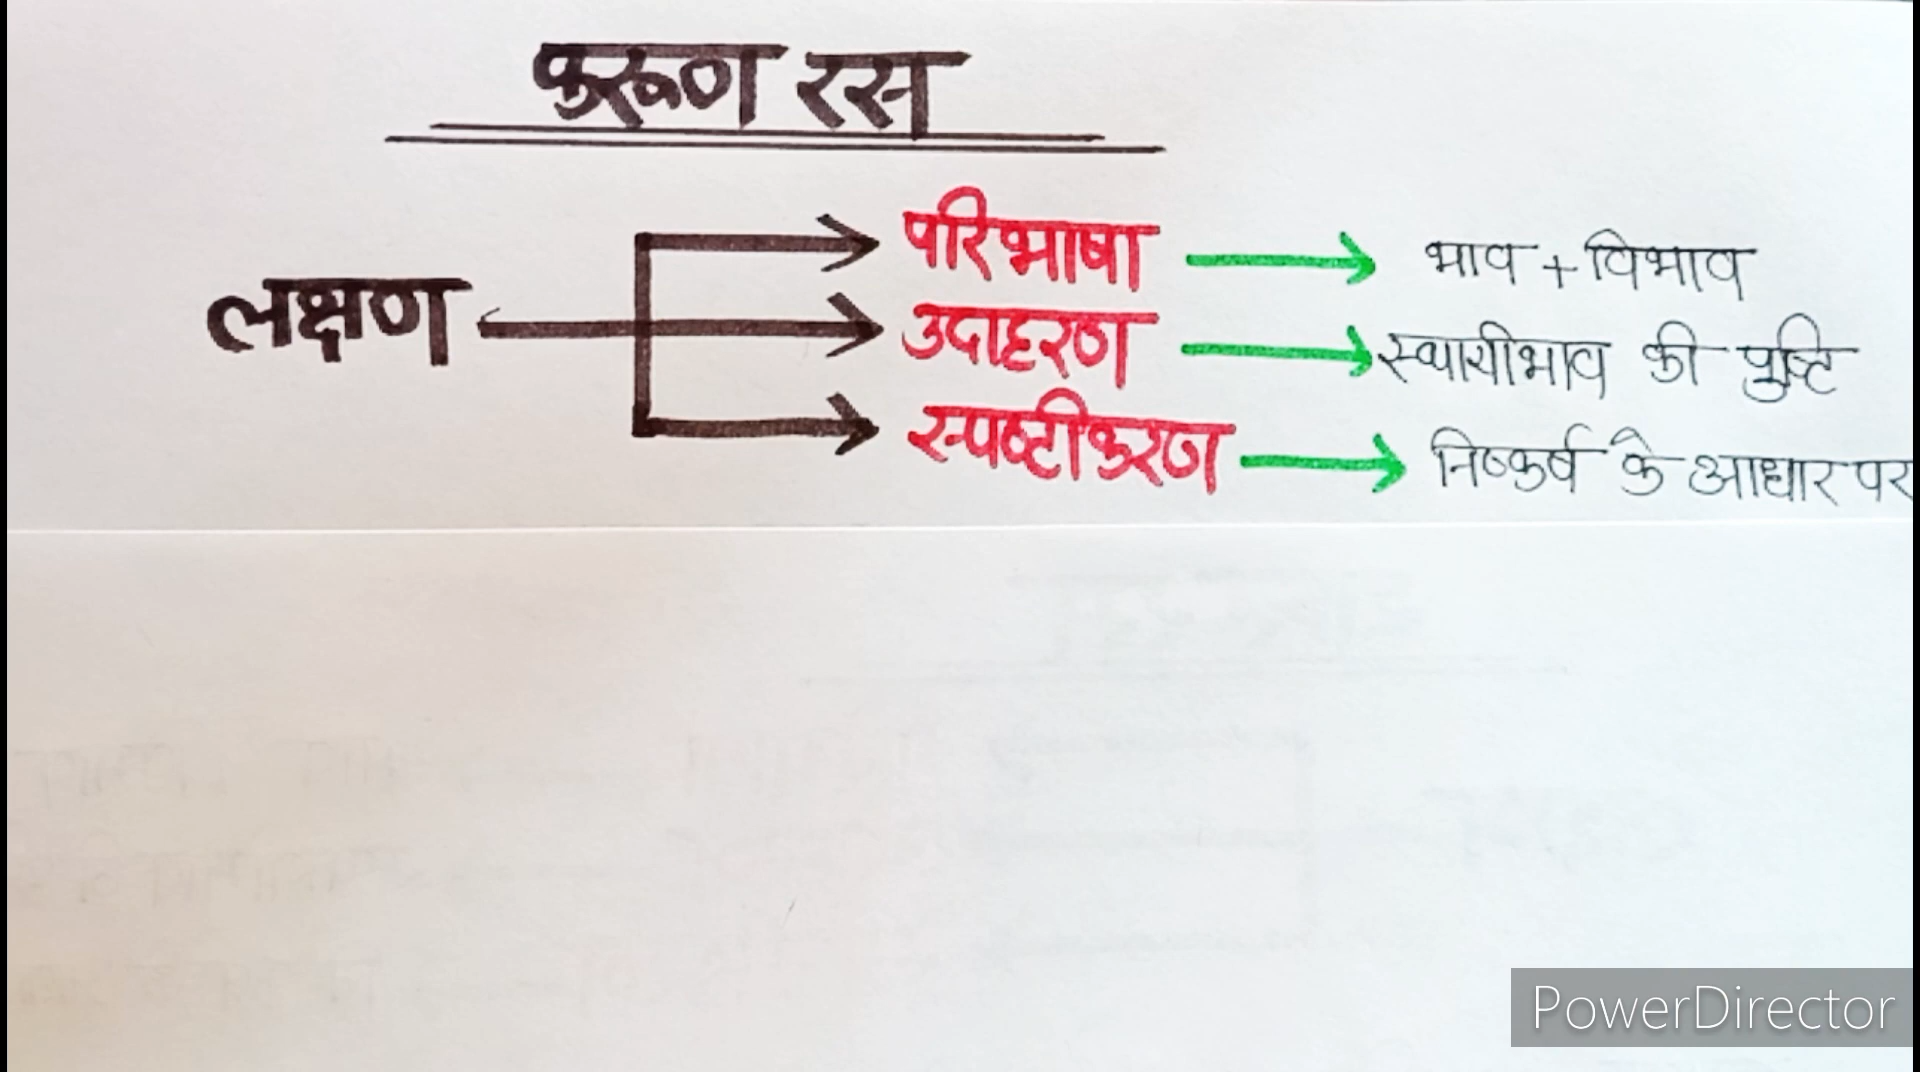 करूण रस
लक्षण
परिभाषा → भाव + विभाव
उदाहरण → स्थायीभाव की पुष्टि
स्पष्टीकरण → निष्कर्ष के आधार पर
PowerDirector